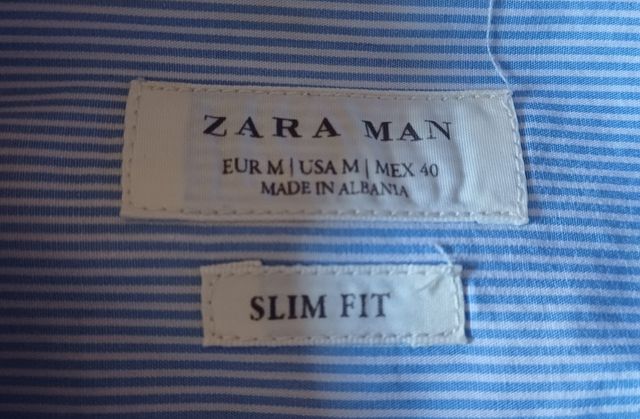 ZARA MAN
EUR M | USA M | MEX 40
MADE IN ALBANIA
SLIM FIT